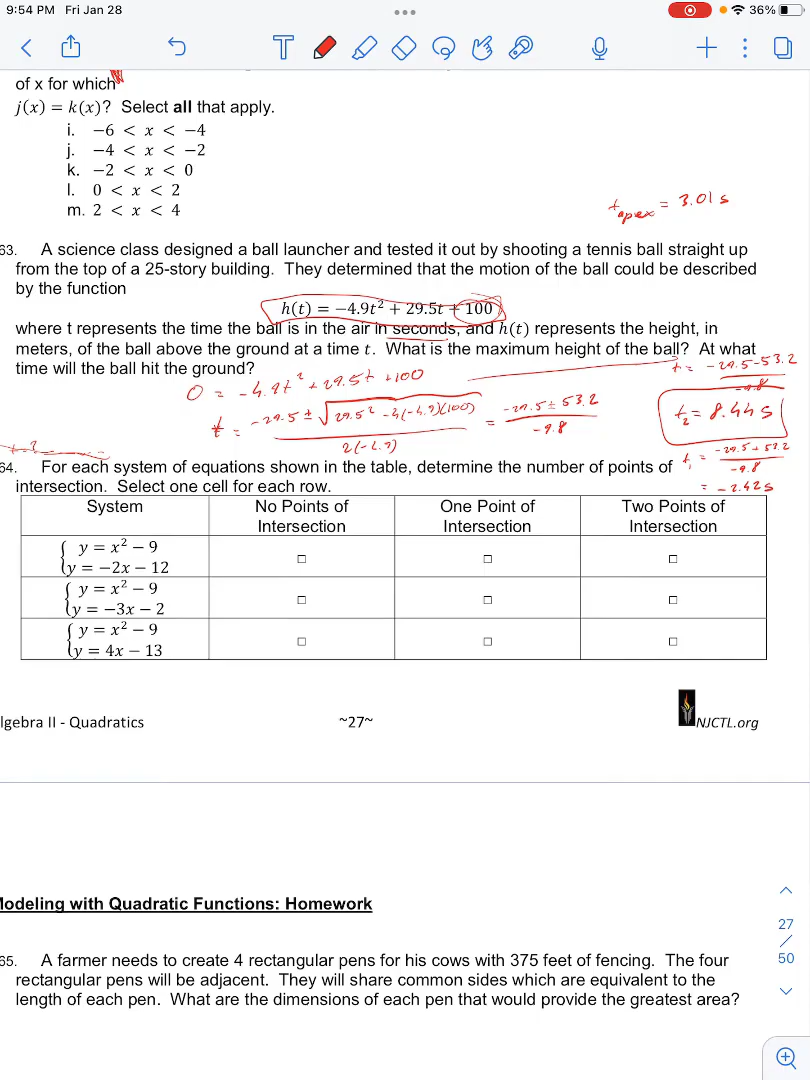 9:54 PM Fri Jan 28
36%
of x for which
j(x) = k(x)? Select all that apply.
i. −6 < x < −4
j. −4 < x < −2
k. −2 < x < 0
l. 0 < x < 2
m. 2 < x < 4
t apex = 3.01 s
63. A science class designed a ball launcher and tested it out by shooting a tennis ball straight up
from the top of a 25-story building. They determined that the motion of the ball could be described
by the function
h(t) = −4.9t² + 29.5t + 100
where t represents the time the ball is in the air in seconds, and h(t) represents the height, in
meters, of the ball above the ground at a time t. What is the maximum height of the ball? At what
time will the ball hit the ground?
0 = -4.9t² + 29.5t + 100
t = (-29.5 ± √(29.5² - 4(-4.9)(100))) / 2(-4.9) = (-29.5 ± 53.2) / -9.8
t = (-29.5 - 53.2) / -9.8
t₂ = 8.44 s
t₁ = (-29.5 + 53.2) / -9.8
= -2.42 s
64. For each system of equations shown in the table, determine the number of points of
intersection. Select one cell for each row.
System No Points of Intersection One Point of Intersection Two Points of Intersection
y = x² − 9
y = −2x − 12
y = x² − 9
y = −3x − 2
y = x² − 9
y = 4x − 13
lgebra II - Quadratics ~27~ NJCTL.org
Modeling with Quadratic Functions: Homework
27
/
50
65. A farmer needs to create 4 rectangular pens for his cows with 375 feet of fencing. The four
rectangular pens will be adjacent. They will share common sides which are equivalent to the
length of each pen. What are the dimensions of each pen that would provide the greatest area?